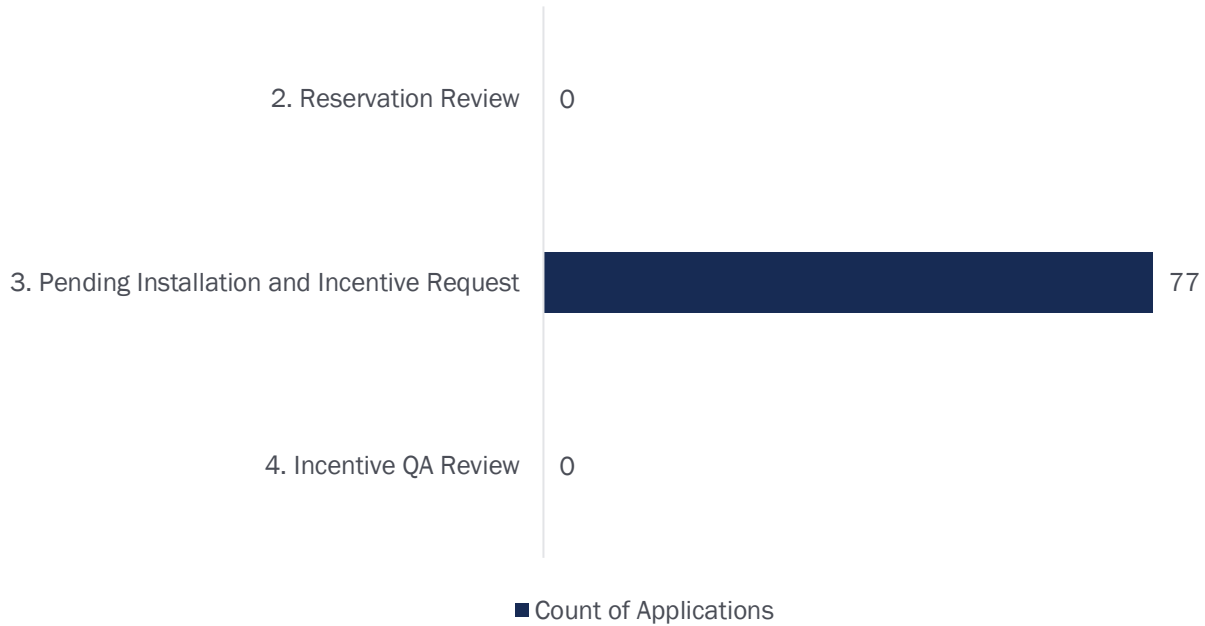 2. Reservation Review 0
3. Pending Installation and Incentive Request 77
4. Incentive QA Review 0
Count of Applications